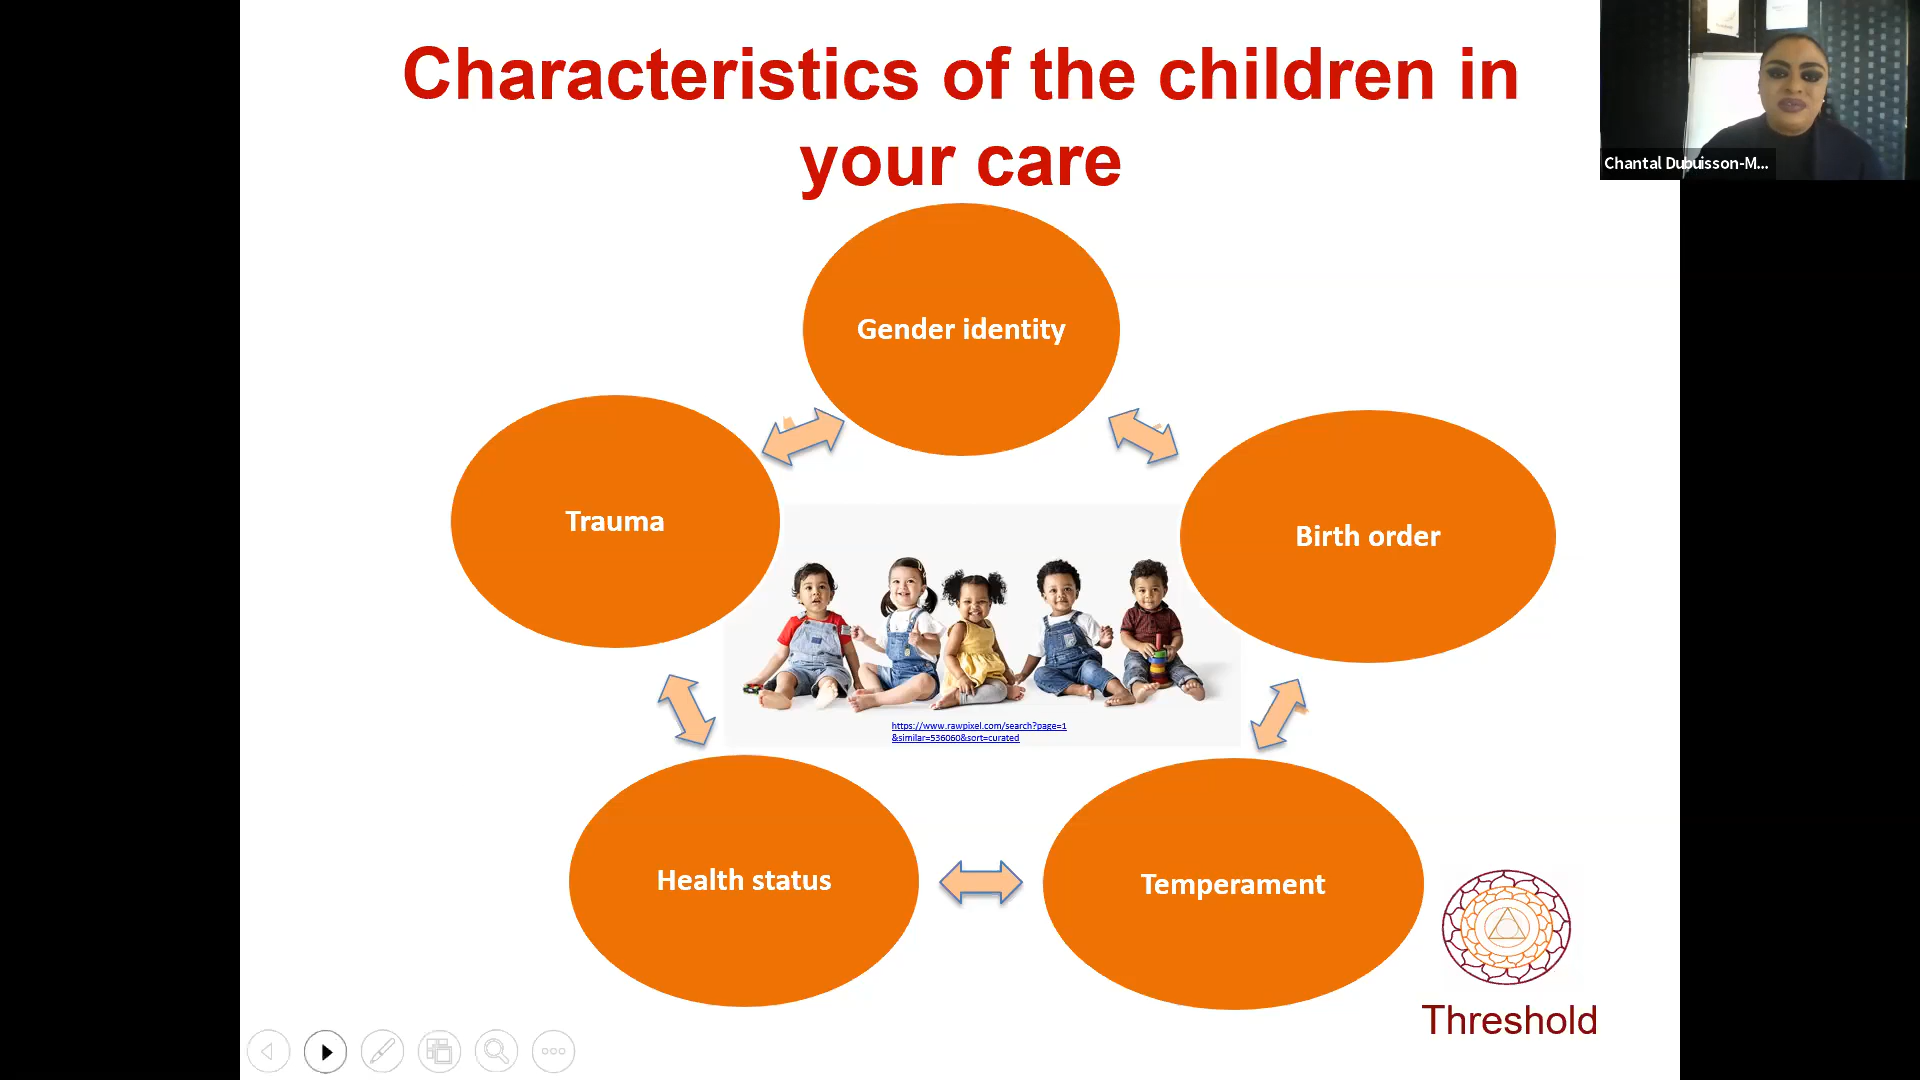 Characteristics of the children in
your care
Chantal Dubuisson-M...
Gender identity
Trauma
Birth order
https://www.rawpixel.com/search?page=1
&similar=536060&sort=curated
Health status
Temperament
Threshold